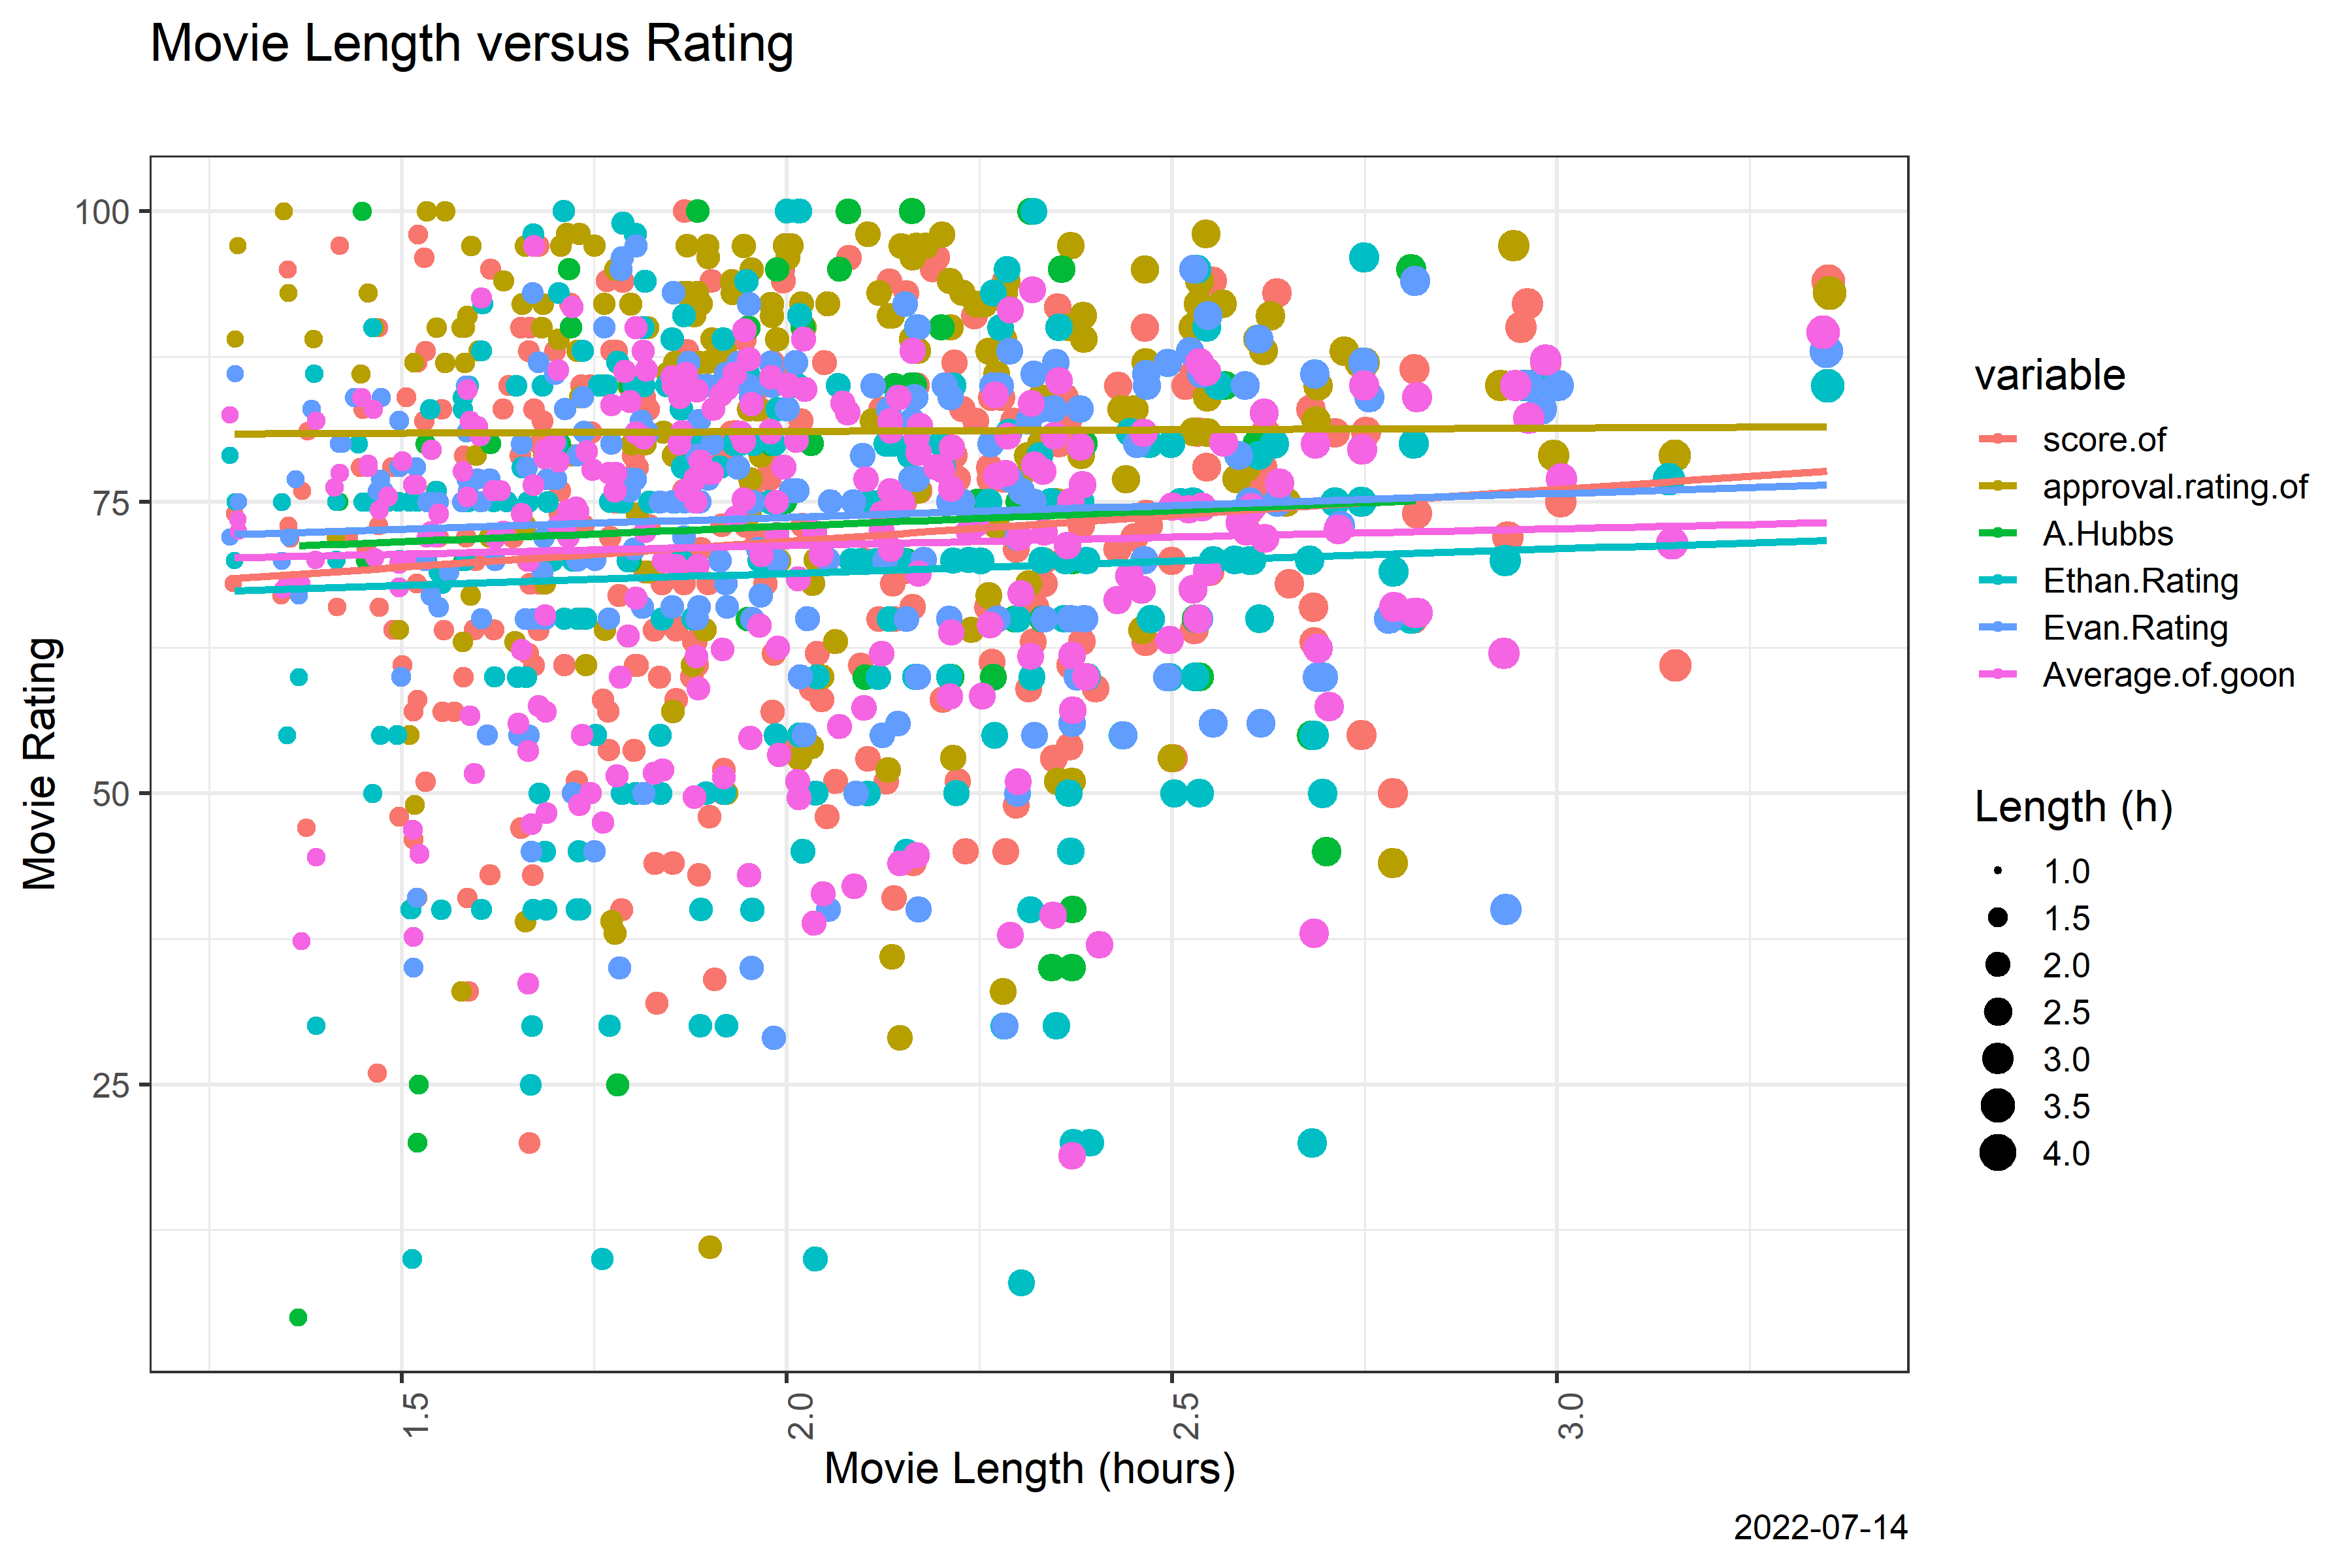 Movie Length versus Rating
Movie Rating
100
75
50
25
1.5
2.0
2.5
3.0
Movie Length (hours)
variable
score.of
approval.rating.of
A.Hubbs
Ethan.Rating
Evan.Rating
Average.of.goon
Length (h)
1.0
1.5
2.0
2.5
3.0
3.5
4.0
2022-07-14